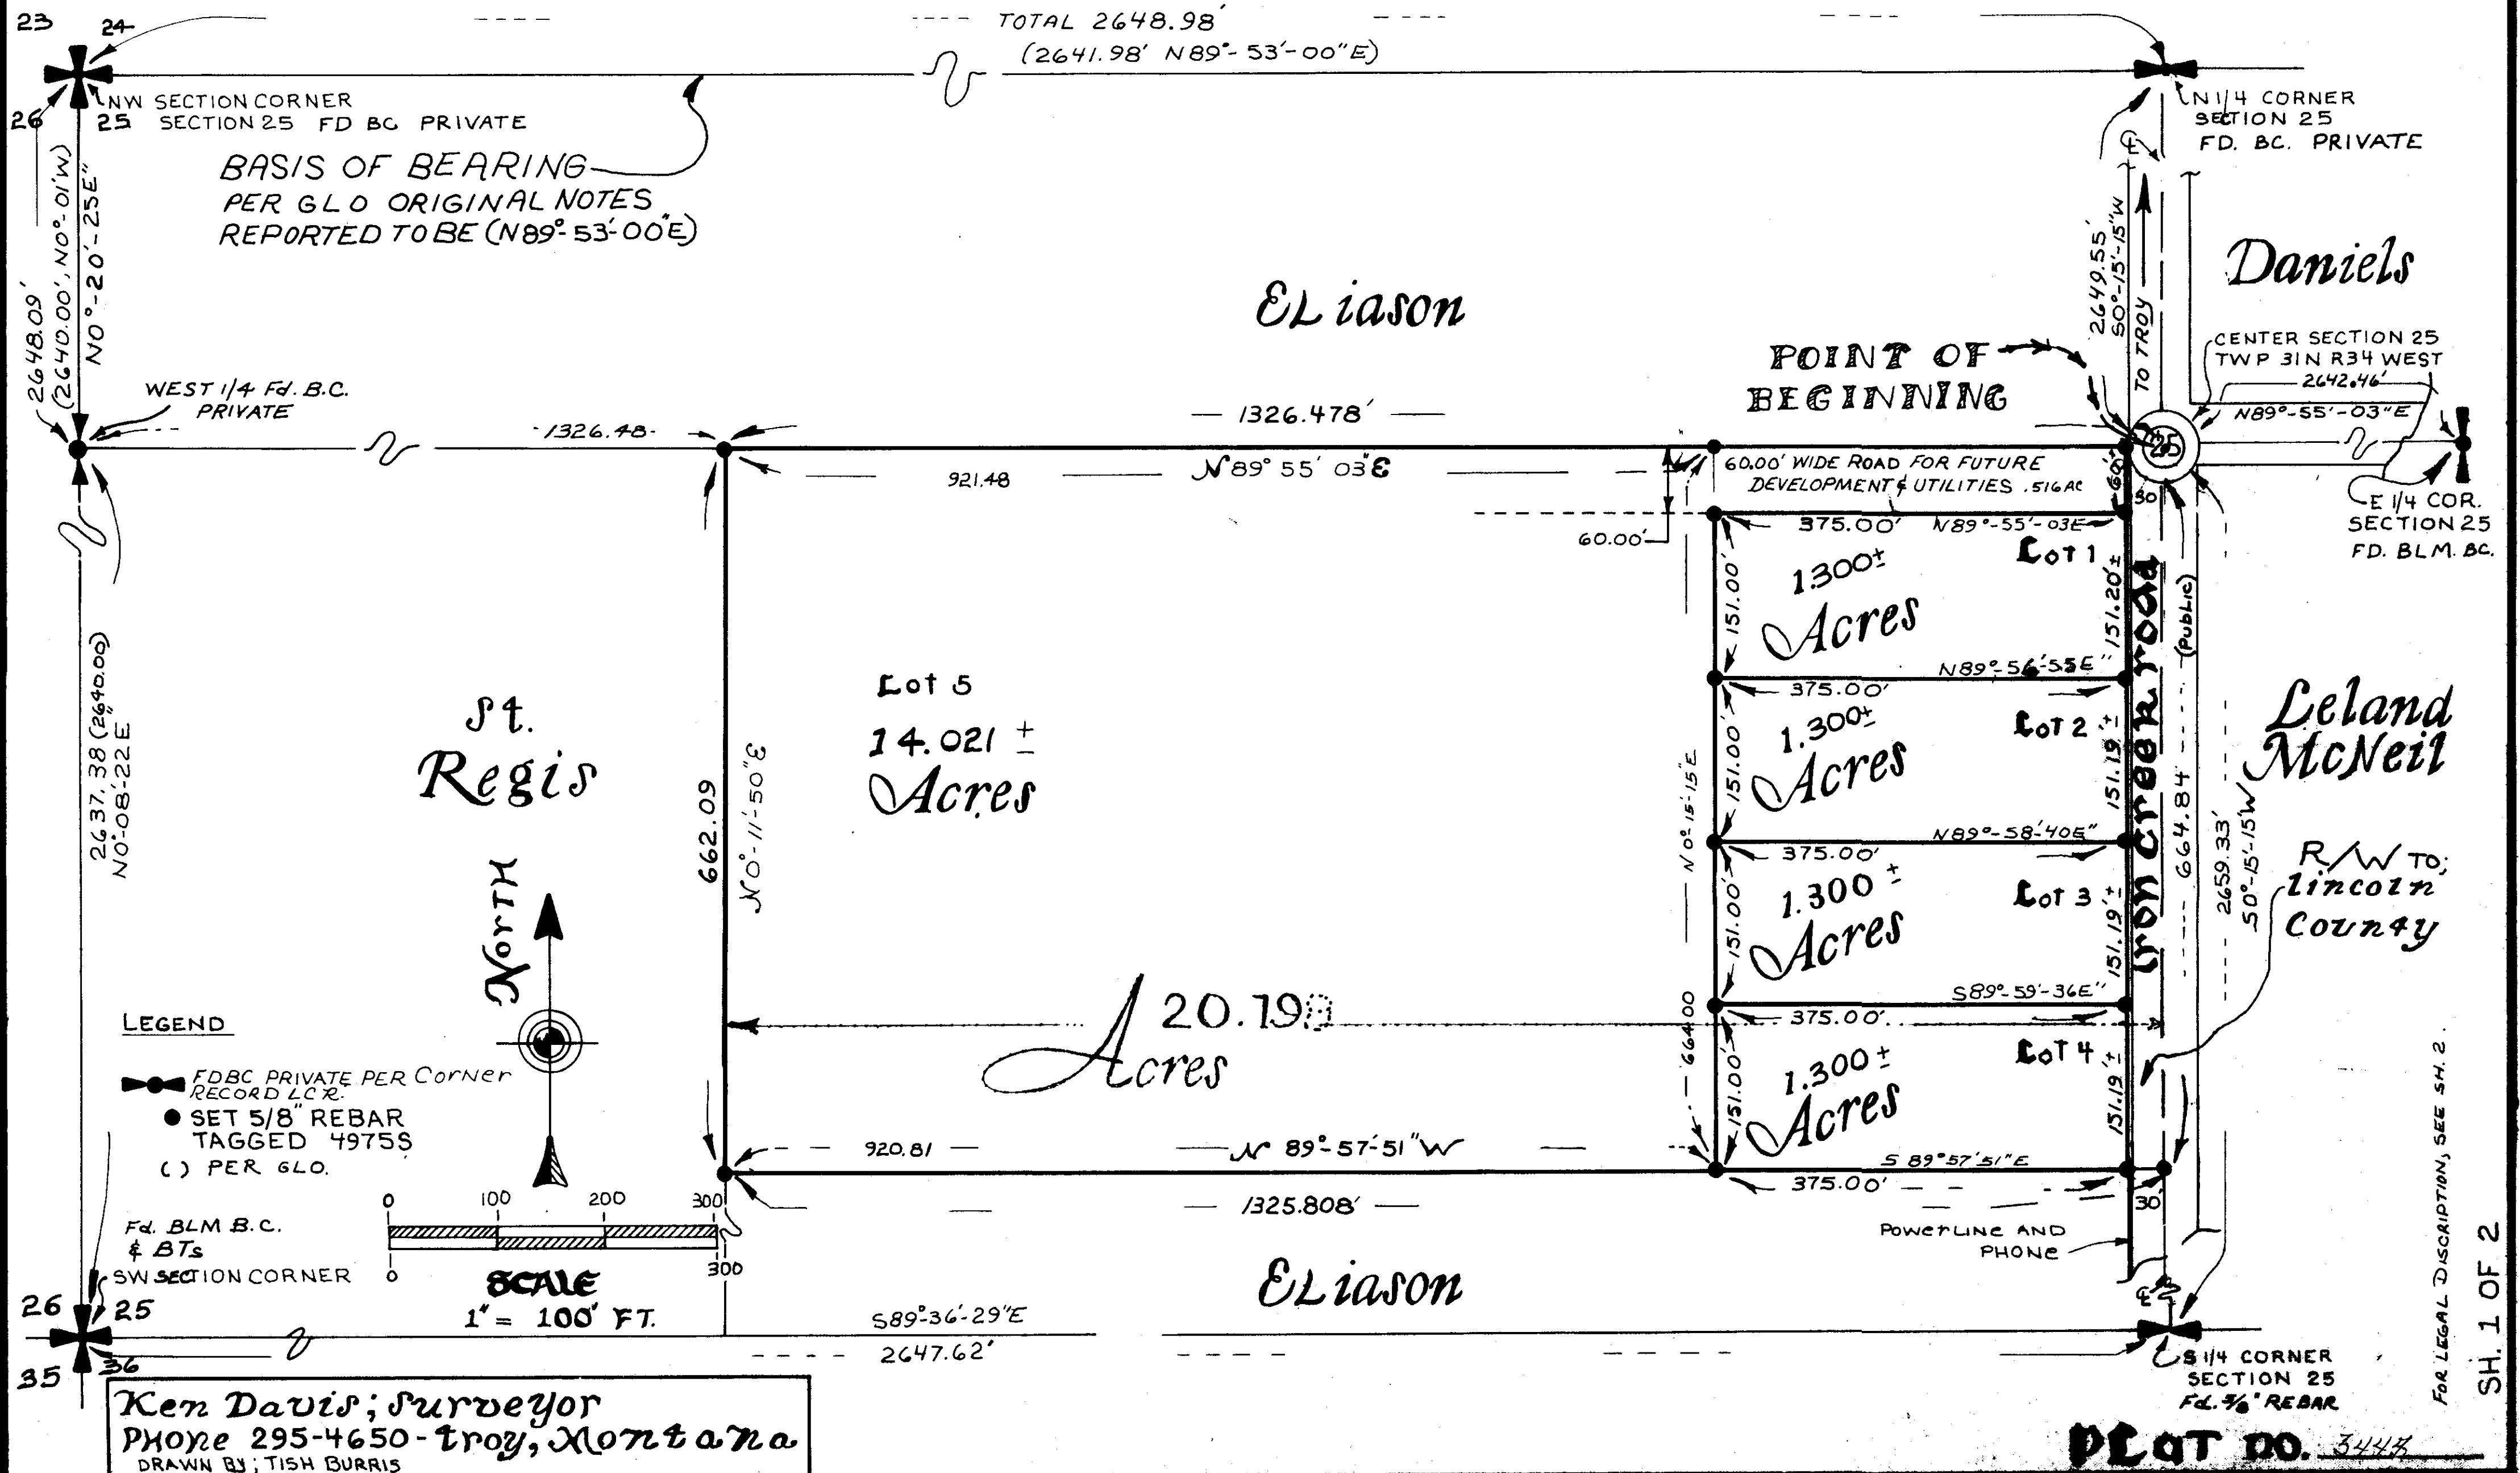 23
24
TOTAL 2648.98'
(2641.98' N89°-53'-00"E)
NW SECTION CORNER
26
25 SECTION 25 FD BC PRIVATE
BASIS OF BEARING
PER GLO ORIGINAL NOTES
REPORTED TO BE (N89°-53'-00"E)
N 1/4 CORNER
SECTION 25
FD. BC. PRIVATE
2648.09'
(2640.00', N0°-01'W)
N0°-20'-25E"
WEST 1/4 Fd. B.C.
PRIVATE
ELiason
Daniels
2649.55'
S0°-15'-15"W
TO TROY
POINT OF
BEGINNING
CENTER SECTION 25
TWP 31N R34 WEST
2642.46'
N89°-55'-03"E
25
E 1/4 COR.
SECTION 25
FD. BLM. BC.
1326.48
1326.478'
921.48
N 89° 55' 03"E
60.00' WIDE ROAD FOR FUTURE
DEVELOPMENT & UTILITIES .516 AC
60'±
30
60.00'
375.00'
N89°-55'-03E
Lot 1
1.300±
Acres
151.00'
151.20'±
N89°-56'-55E"
375.00'
Lot 2
1.300±
Acres
151.00'
151.19'±
N89°-58'-40E"
375.00'
Lot 3
1.300±
Acres
151.00'
151.19'±
S89°-59'-36E"
375.00'
Lot 4
1.300±
Acres
151.00'
151.19'±
S 89°57'51"E
375.00'
30'
N0°-15'-15E
664.00
iron creek road
(Public)
664.84
2659.33'
S0°-15'-15W
Leland
McNeil
R/W TO;
Lincoln
County
Lot 5
14.021 ±
Acres
662.09
N0°-11'-50"E
St.
Regis
2637.38 (2640.00)
N0°-08'-22"E
North
20.19
Acres
LEGEND
FDBC PRIVATE PER Corner
RECORD LCR.
SET 5/8" REBAR
TAGGED 4975S
( ) PER GLO.
920.81
N 89°-57'-51"W
1325.808'
0 100 200 300
0 300
SCALE
1" = 100' FT.
Fd. BLM B.C.
& BTs
SW SECTION CORNER
26 25
35 36
ELiason
S89°-36'-29"E
2647.62'
POWERLINE AND
PHONE
S 1/4 CORNER
SECTION 25
Fd. 5/8" REBAR
FOR LEGAL DISCRIPTION, SEE SH. 2.
SH. 1 OF 2
Ken Davis; Surveyor
PHONE 295-4650 - troy, Montana
DRAWN BY; TISH BURRIS
PLAT NO.